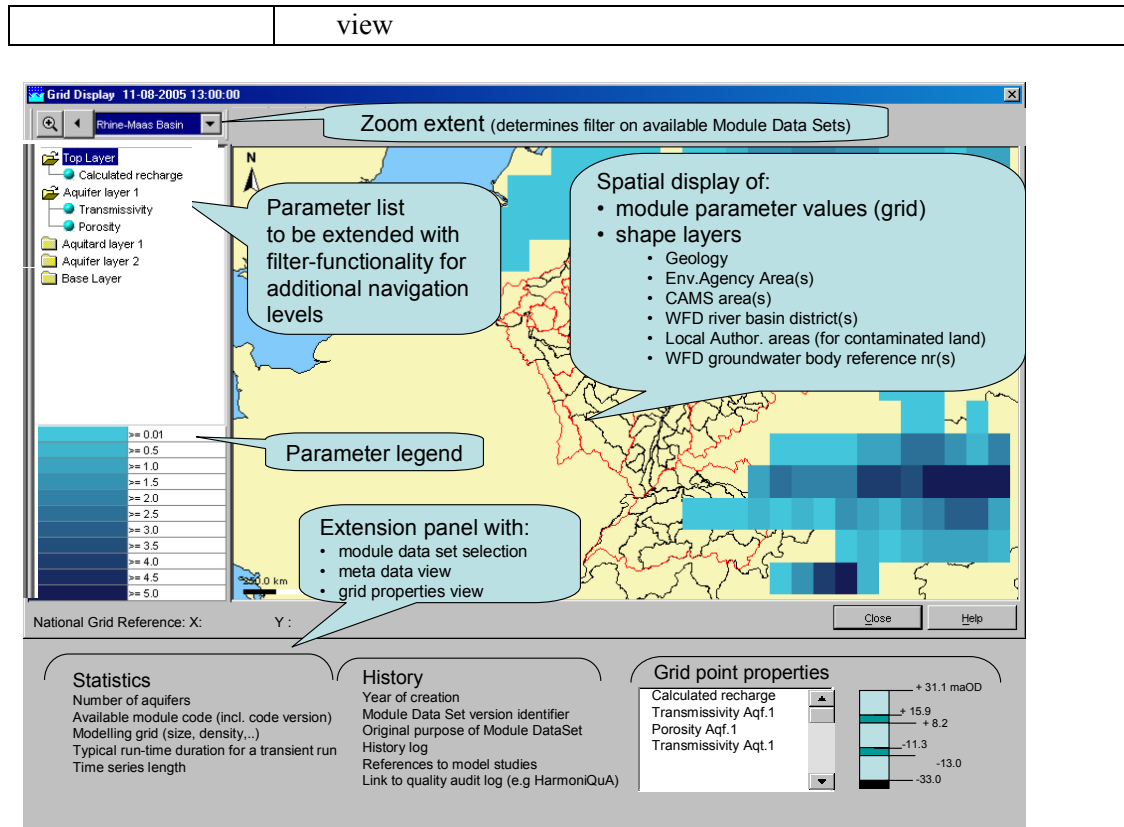 view
Grid Display 11-08-2005 13:00:00
Rhine-Maas Basin
Zoom extent (determines filter on available Module Data Sets)
Top Layer
Calculated recharge
Aquifer layer 1
Transmissivity
Porosity
Aquitard layer 1
Aquifer layer 2
Base Layer
N
Parameter list
to be extended with
filter-functionality for
additional navigation
levels
Spatial display of:
• module parameter values (grid)
• shape layers
• Geology
• Env.Agency Area(s)
• CAMS area(s)
• WFD river basin district(s)
• Local Author. areas (for contaminated land)
• WFD groundwater body reference nr(s)
>= 0.01
>= 0.5
>= 1.0
>= 1.5
>= 2.0
>= 2.5
>= 3.0
>= 3.5
>= 4.0
>= 4.5
>= 5.0
Parameter legend
Extension panel with:
• module data set selection
• meta data view
• grid properties view
250.0 km
National Grid Reference: X: Y :
Close
Help
Statistics
Number of aquifers
Available module code (incl. code version)
Modelling grid (size, density,..)
Typical run-time duration for a transient run
Time series length
History
Year of creation
Module Data Set version identifier
Original purpose of Module DataSet
History log
References to model studies
Link to quality audit log (e.g HarmoniQuA)
Grid point properties
Calculated recharge
Transmissivity Aqf.1
Porosity Aqf.1
Transmissivity Aqt.1
+ 31.1 maOD
+ 15.9
+ 8.2
-11.3
-13.0
-33.0